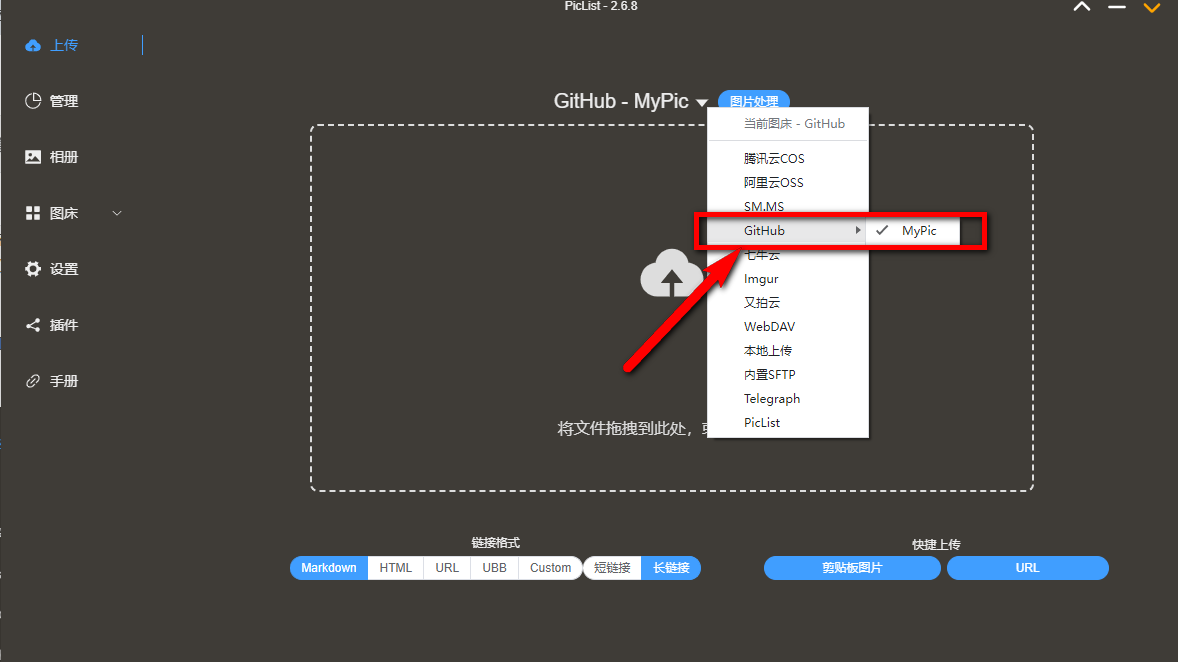 PicList - 2.6.8
上传
管理
相册
图床
设置
插件
手册
GitHub - MyPic
图片处理
当前图床 - GitHub
腾讯云COS
阿里云OSS
SM.MS
GitHub
MyPic
七牛云
Imgur
又拍云
WebDAV
本地上传
内置SFTP
Telegraph
PicList
将文件拖拽到此处，
链接格式
Markdown
HTML
URL
UBB
Custom
短链接
长链接
快捷上传
剪贴板图片
URL